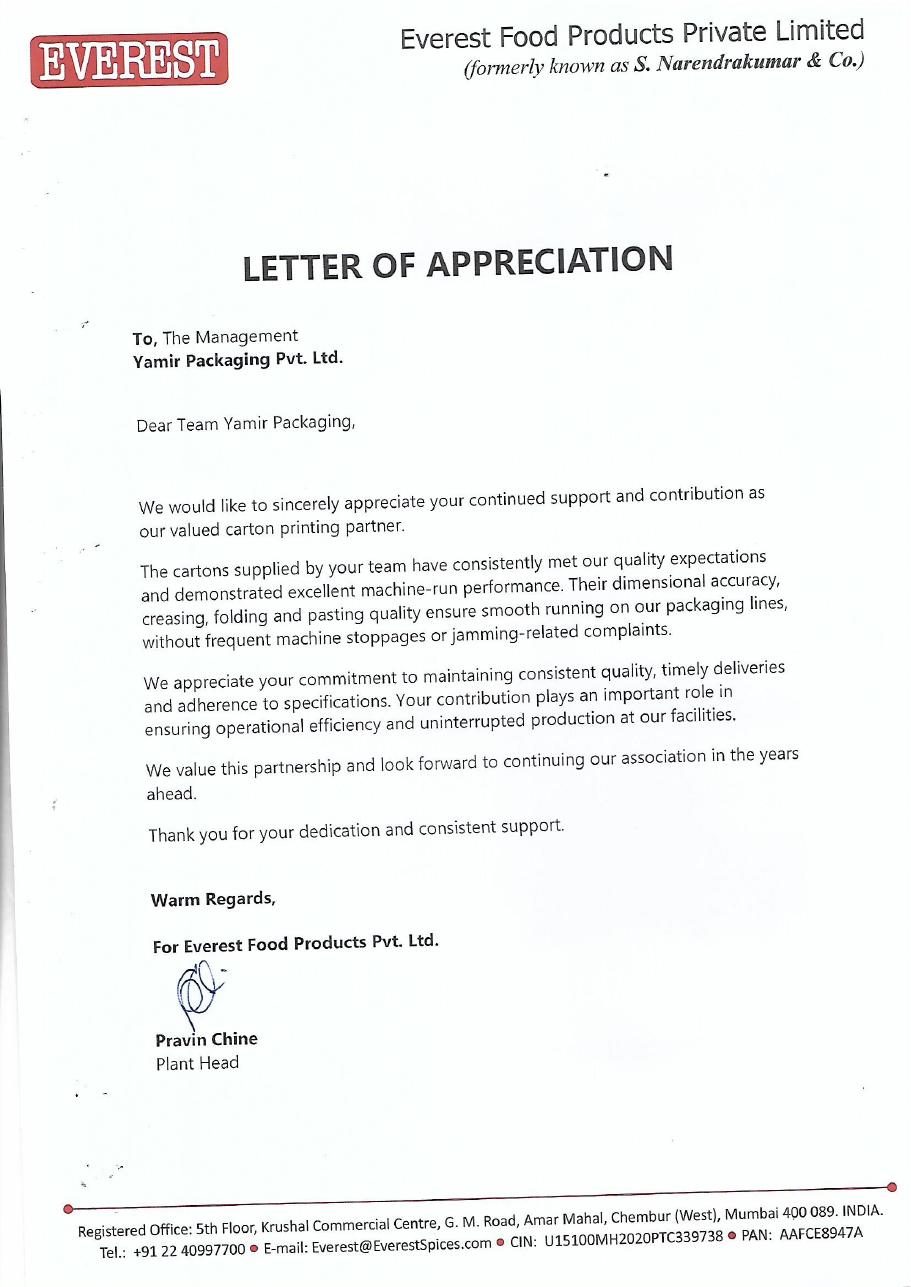 EVEREST
Everest Food Products Private Limited
(formerly known as S. Narendrakumar & Co.)
LETTER OF APPRECIATION
To, The Management
Yamir Packaging Pvt. Ltd.
Dear Team Yamir Packaging,
We would like to sincerely appreciate your continued support and contribution as
our valued carton printing partner.
The cartons supplied by your team have consistently met our quality expectations
and demonstrated excellent machine-run performance. Their dimensional accuracy,
creasing, folding and pasting quality ensure smooth running on our packaging lines,
without frequent machine stoppages or jamming-related complaints.
We appreciate your commitment to maintaining consistent quality, timely deliveries
and adherence to specifications. Your contribution plays an important role in
ensuring operational efficiency and uninterrupted production at our facilities.
We value this partnership and look forward to continuing our association in the years
ahead.
Thank you for your dedication and consistent support.
Warm Regards,
For Everest Food Products Pvt. Ltd.
Pravin Chine
Plant Head
Registered Office: 5th Floor, Krushal Commercial Centre, G. M. Road, Amar Mahal, Chembur (West), Mumbai 400 089. INDIA.
Tel.: +91 22 40997700 ● E-mail: Everest@EverestSpices.com ● CIN: U15100MH2020PTC339738 ● PAN: AAFCE8947A